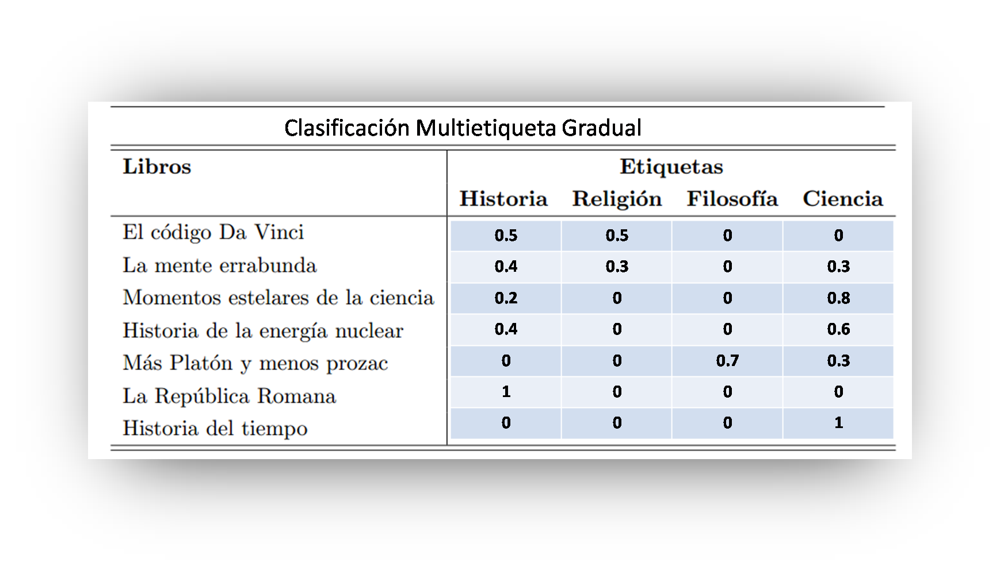 Clasificación Multietiqueta Gradual
Libros Etiquetas
Historia Religión Filosofía Ciencia
El código Da Vinci 0.5 0.5 0 0
La mente errabunda 0.4 0.3 0 0.3
Momentos estelares de la ciencia 0.2 0 0 0.8
Historia de la energía nuclear 0.4 0 0 0.6
Más Platón y menos prozac 0 0 0.7 0.3
La República Romana 1 0 0 0
Historia del tiempo 0 0 0 1